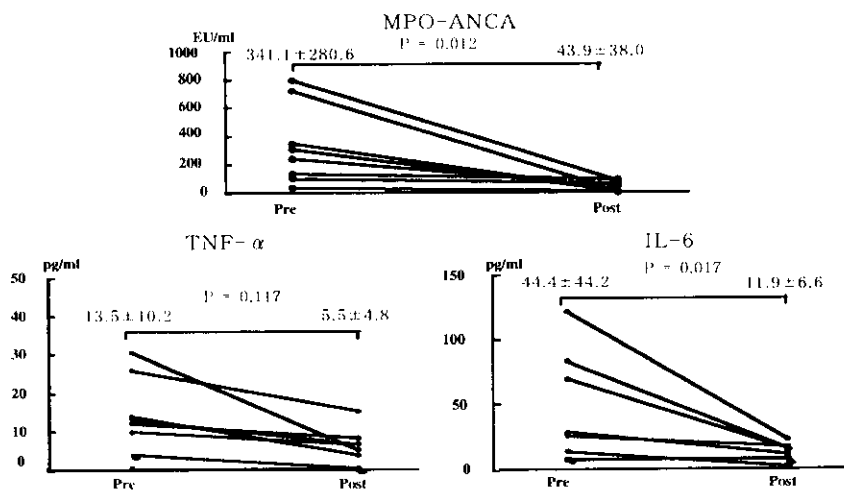 MPO-ANCA
EU/ml
P = 0.012
1000
341.1±280.6
43.9±38.0
800
600
400
200
0
Pre
Post
TNF- α
pg/ml
50
P = 0.117
40
13.5±10.2
5.5±4.8
30
20
10
0
Pre
Post
IL-6
pg/ml
150
P = 0.017
44.4±44.2
11.9±6.6
100
50
0
Pre
Post